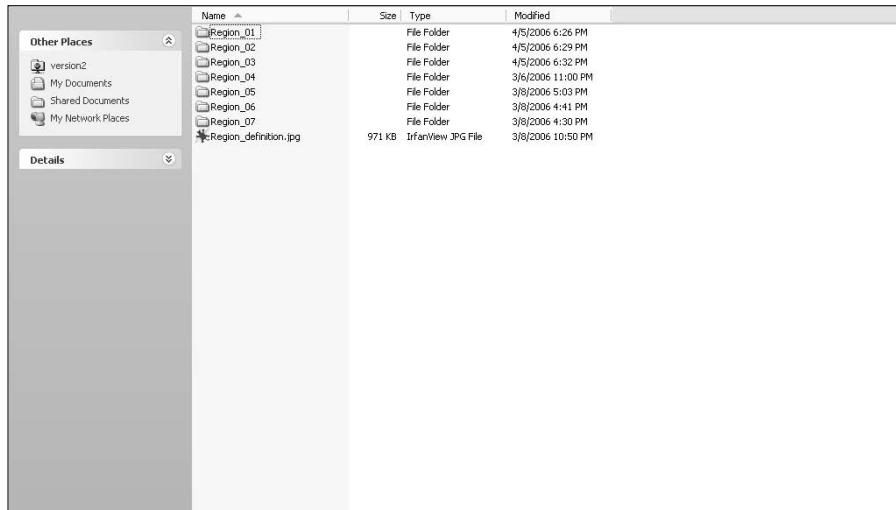 Name Size Type Modified
Other Places
version2
My Documents
Shared Documents
My Network Places
Details
Region_01 File Folder 4/5/2006 6:26 PM
Region_02 File Folder 4/5/2006 6:29 PM
Region_03 File Folder 4/5/2006 6:32 PM
Region_04 File Folder 3/6/2006 11:00 PM
Region_05 File Folder 3/8/2006 5:03 PM
Region_06 File Folder 3/8/2006 4:41 PM
Region_07 File Folder 3/8/2006 4:30 PM
Region_definition.jpg 971 KB IrfanView JPG File 3/8/2006 10:50 PM